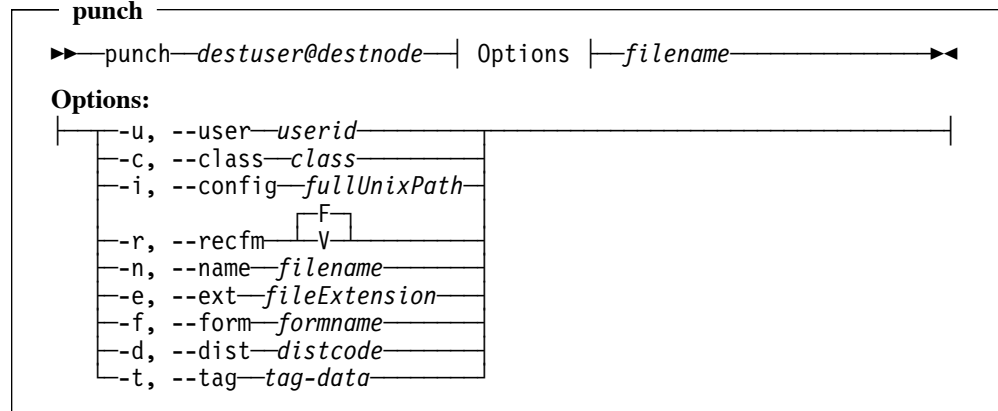 punch
punch destuser@destnode Options filename
Options:
-u, --user userid
-c, --class class
-i, --config fullUnixPath
F
-r, --recfm V
-n, --name filename
-e, --ext fileExtension
-f, --form formname
-d, --dist distcode
-t, --tag tag-data